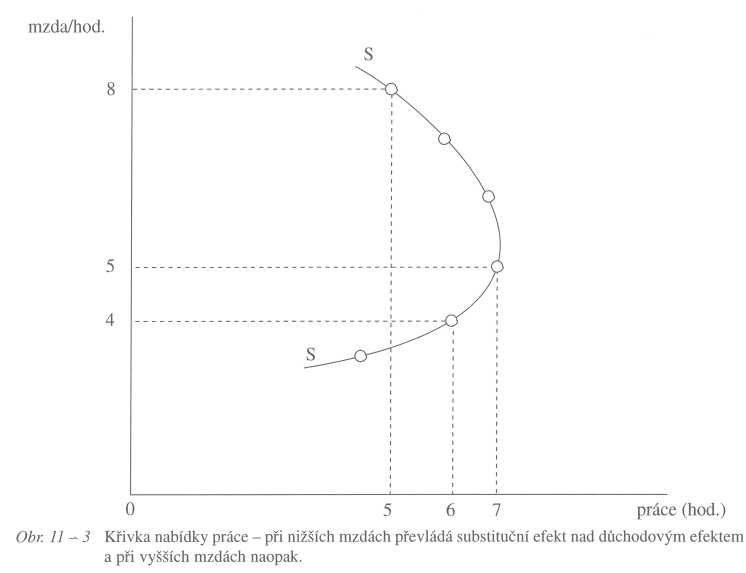 mzda/hod.
S
8
5
4
S
0
5
6
7
práce (hod.)
Obr. 11 – 3 Křivka nabídky práce – při nižších mzdách převládá substituční efekt nad důchodovým efektem
a při vyšších mzdách naopak.